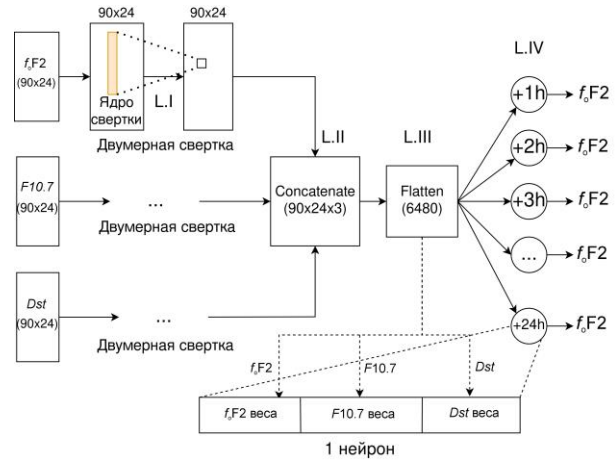 90x24
90x24
L.IV
fₒF2
(90x24)
Ядро
свертки
L.I
Двумерная свертка
L.II
L.III
+1h
fₒF2
+2h
fₒF2
F10.7
(90x24)
...
Двумерная свертка
Concatenate
(90x24x3)
Flatten
(6480)
+3h
fₒF2
...
fₒF2
Dst
(90x24)
...
Двумерная свертка
+24h
fₒF2
fₒF2
F10.7
Dst
fₒF2 веса
F10.7 веса
Dst веса
1 нейрон